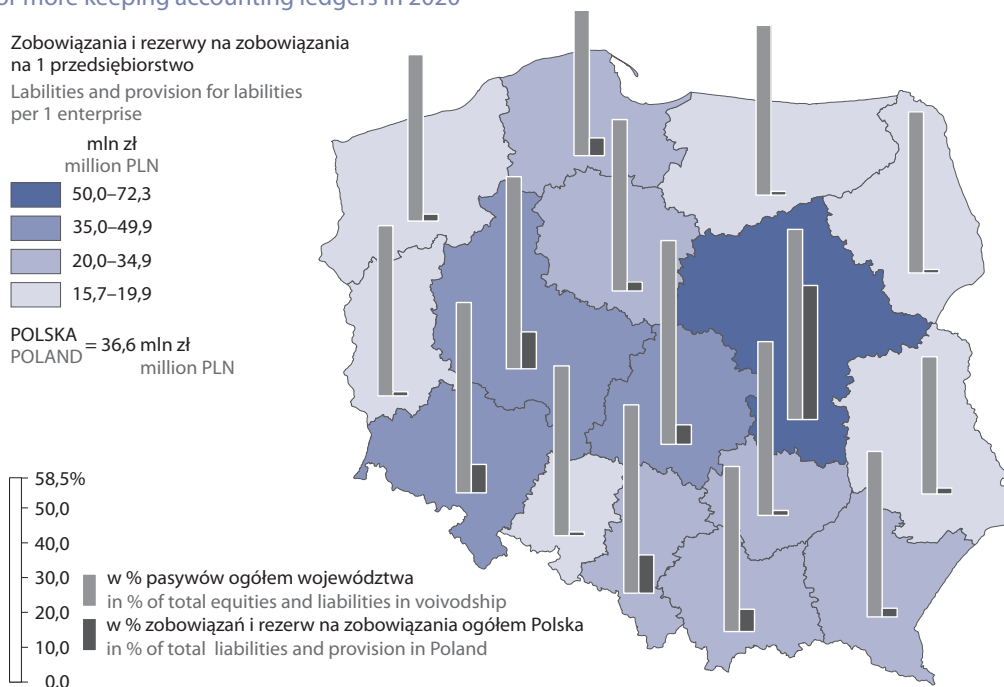 or more keeping accounting ledgers in 2020
Zobowiązania i rezerwy na zobowiązania
na 1 przedsiębiorstwo
Labilities and provision for labilities
per 1 enterprise
mln zł
million PLN
50,0–72,3
35,0–49,9
20,0–34,9
15,7–19,9
POLSKA
POLAND
= 36,6 mln zł
million PLN
58,5%
50,0
40,0
30,0
20,0
10,0
0,0
w % pasywów ogółem województwa
in % of total equities and liabilities in voivodship
w % zobowiązań i rezerw na zobowiązania ogółem Polska
in % of total liabilities and provision in Poland